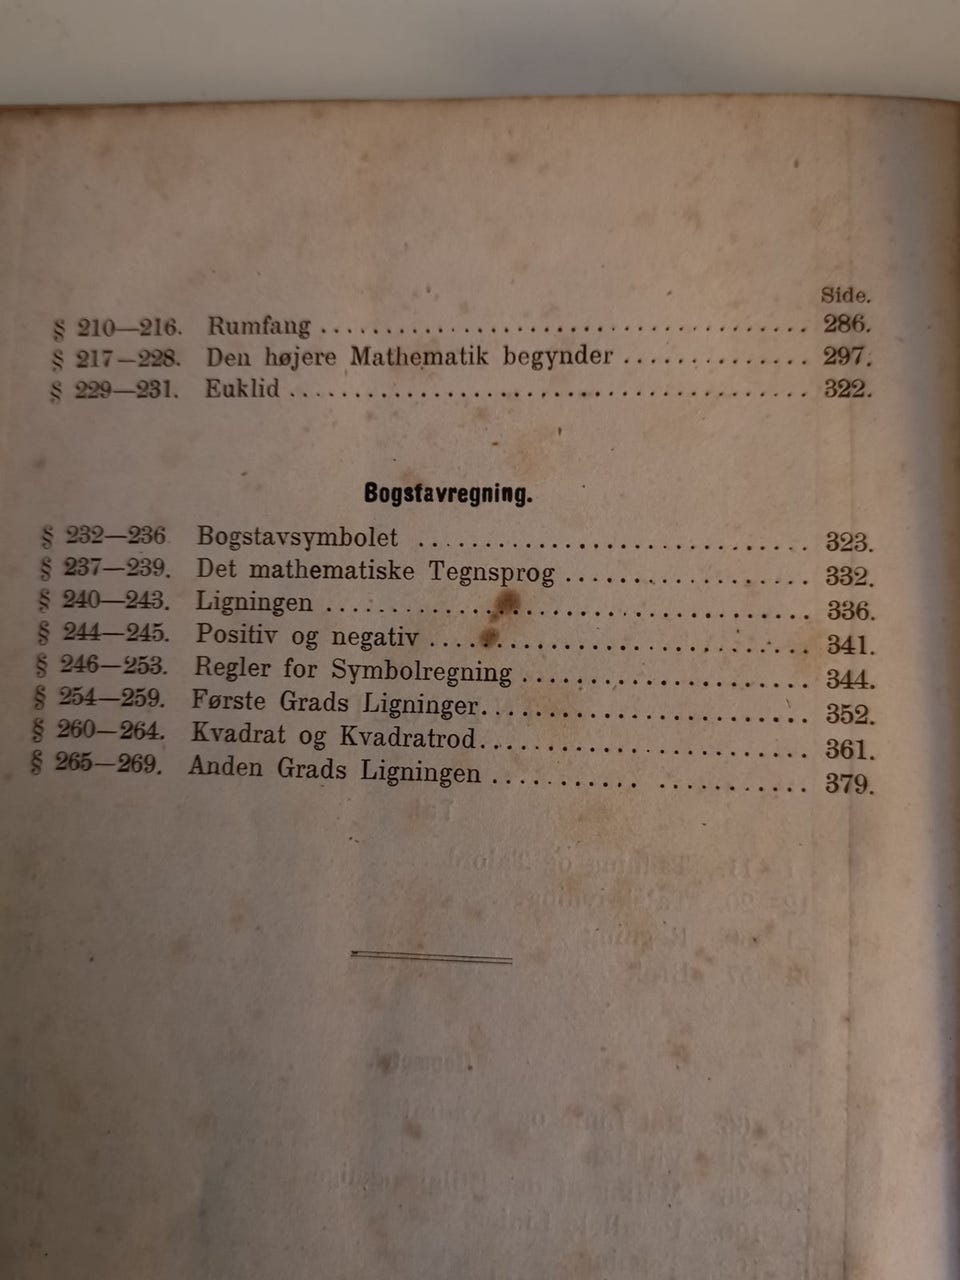 Side.
§ 210—216. Rumfang ..................................... 286.
§ 217—228. Den højere Mathematik begynder .............. 297.
§ 229—231. Euklid ........................................ 322.
Bogstavregning.
§ 232—236. Bogstavsymbolet .............................. 323.
§ 237—239. Det mathematiske Tegnsprog ................... 332.
§ 240—243. Ligningen ..................................... 336.
§ 244—245. Positiv og negativ ............................. 341.
§ 246—253. Regler for Symbolregning ...................... 344.
§ 254—259. Første Grads Ligninger......................... 352.
§ 260—264. Kvadrat og Kvadratrod......................... 361.
§ 265—269. Anden Grads Ligningen ........... ........... 379.